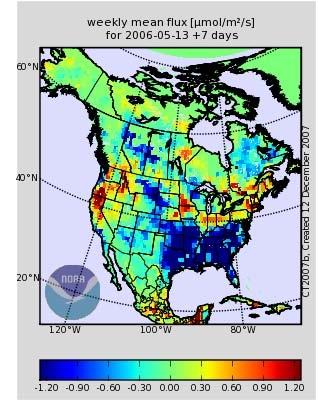 weekly mean flux [µmol/m²/s]
for 2006-05-13 +7 days
60°N
40°N
20°N
120°W 100°W 80°W
CT2007b, Created 12 December 2007
NOAA
-1.20 -0.90 -0.60 -0.30 0.00 0.30 0.60 0.90 1.20